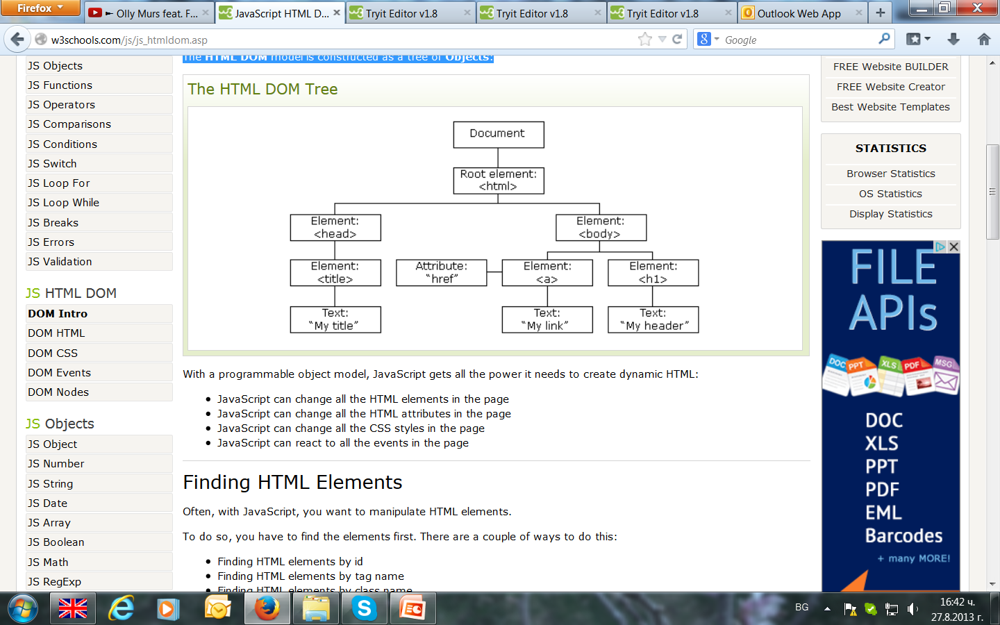 Firefox
► Olly Murs feat. F...
JavaScript HTML D...
Tryit Editor v1.8
Tryit Editor v1.8
Tryit Editor v1.8
Outlook Web App
w3schools.com/js/js_htmldom.asp
Google
JS Objects
JS Functions
JS Operators
JS Comparisons
JS Conditions
JS Switch
JS Loop For
JS Loop While
JS Breaks
JS Errors
JS Validation
JS HTML DOM
DOM Intro
DOM HTML
DOM CSS
DOM Events
DOM Nodes
JS Objects
JS Object
JS Number
JS String
JS Date
JS Array
JS Boolean
JS Math
JS RegExp
The HTML DOM model is constructed as a tree of Objects:
The HTML DOM Tree
Document
Root element:
<html>
Element:
<head>
Element:
<body>
Element:
<title>
Attribute:
"href"
Element:
<a>
Element:
<h1>
Text:
"My title"
Text:
"My link"
Text:
"My header"
With a programmable object model, JavaScript gets all the power it needs to create dynamic HTML:
• JavaScript can change all the HTML elements in the page
• JavaScript can change all the HTML attributes in the page
• JavaScript can change all the CSS styles in the page
• JavaScript can react to all the events in the page
Finding HTML Elements
Often, with JavaScript, you want to manipulate HTML elements.
To do so, you have to find the elements first. There are a couple of ways to do this:
• Finding HTML elements by id
• Finding HTML elements by tag name
• Finding HTML elements by class name
FREE Website BUILDER
FREE Website Creator
Best Website Templates
STATISTICS
Browser Statistics
OS Statistics
Display Statistics
FILE
APIs
DOC PPT XLS PDF MSG
DOC
XLS
PPT
PDF
EML
Barcodes
+ many MORE!
BG
16:42 ч.
27.8.2013 г.